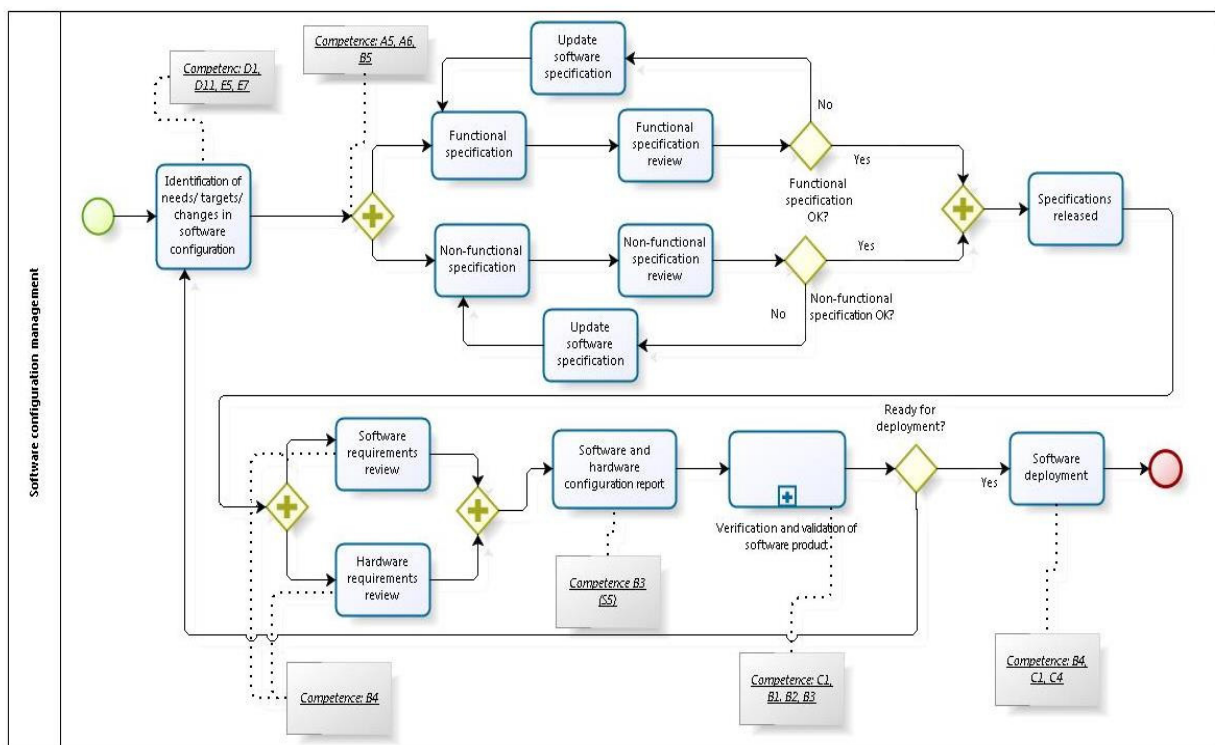 Software configuration management
Competenc: D1,
D11, E5, E7
Competence: A5, A6,
B5
Update
software
specification
No
Identification of
needs/ targets/
changes in
software
configuration
Functional
specification
Functional
specification
review
Yes
Functional
specification
OK?
Specifications
released
Non-functional
specification
Non-functional
specification
review
Yes
Non-functional
specification OK?
No
Update
software
specification
Ready for
deployment?
Software
requirements
review
Software and
hardware
configuration report
Yes
Software
deployment
Verification and validation of
software product
Hardware
requirements
review
Competence B3
(S5)
Competence: B4
Competence: C1,
B1. B2, B3
Competence: B4,
C1, C4